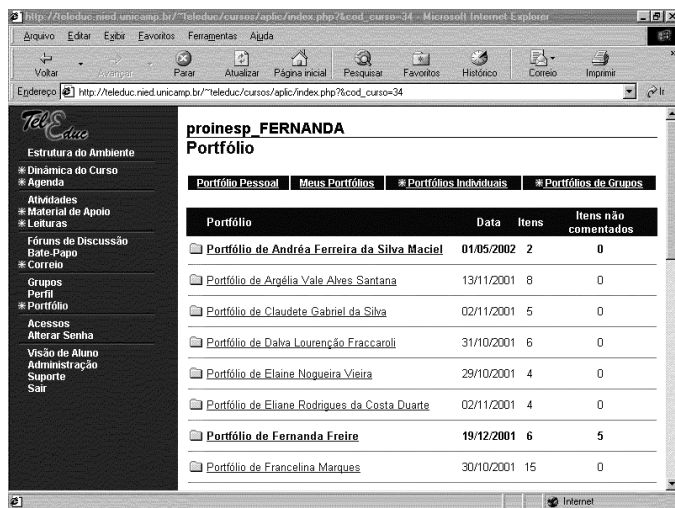 http://teleduc.nied.unicamp.br/~teleduc/cursos/aplic/index.php?&cod_curso=34 - Microsoft Internet Explorer
Arquivo Editar Exibir Favoritos Ferramentas Ajuda
Voltar Avançar Parar Atualizar Página inicial Pesquisar Favoritos Histórico Correio Imprimir
Endereço http://teleduc.nied.unicamp.br/~teleduc/cursos/aplic/index.php?&cod_curso=34 Ir
TelEduc
Estrutura do Ambiente
Dinâmica do Curso
Agenda
Atividades
Material de Apoio
Leituras
Fóruns de Discussão
Bate-Papo
Correio
Grupos
Perfil
Portfólio
Acessos
Alterar Senha
Visão de Aluno
Administração
Suporte
Sair
proinesp_FERNANDA
Portfólio
Portfólio Pessoal Meus Portfólios Portfólios Individuais Portfólios de Grupos
Portfólio Data Itens Itens não comentados
Portfólio de Andréa Ferreira da Silva Maciel 01/05/2002 2 0
Portfólio de Argélia Vale Alves Santana 13/11/2001 8 0
Portfólio de Claudete Gabriel da Silva 02/11/2001 5 0
Portfólio de Dalva Lourenção Fraccaroli 31/10/2001 6 0
Portfólio de Elaine Nogueira Vieira 29/10/2001 4 0
Portfólio de Eliane Rodrigues da Costa Duarte 02/11/2001 4 0
Portfólio de Fernanda Freire 19/12/2001 6 5
Portfólio de Francelina Marques 30/10/2001 15 0
Internet